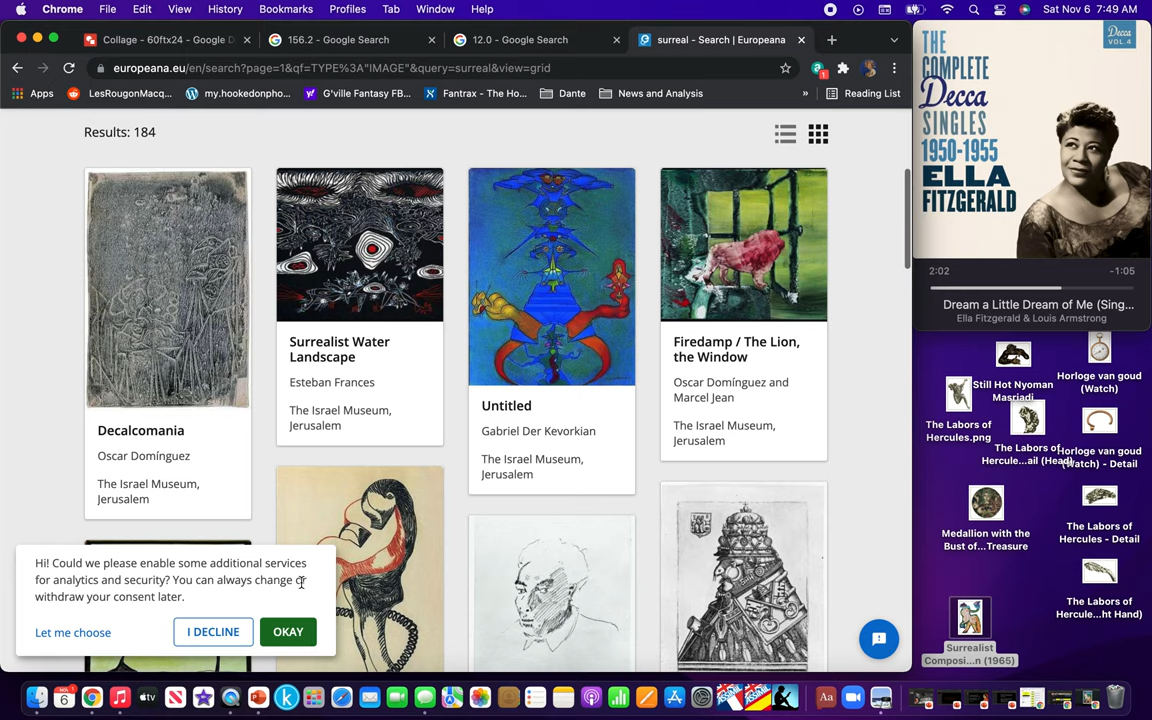 Chrome File Edit View History Bookmarks Profiles Tab Window Help
Sat Nov 6 7:49 AM
Collage - 60ftx24 - Google D
156.2 - Google Search
12.0 - Google Search
surreal - Search | Europeana
europeana.eu/en/search?page=1&qf=TYPE%3A"IMAGE"&query=surreal&view=grid
1
Apps
LesRougonMacq...
my.hookedonpho...
G'ville Fantasy FB...
Fantrax - The Ho...
Dante
News and Analysis
»
Reading List
Results: 184
Decalcomania
Oscar Domínguez
The Israel Museum,
Jerusalem
Surrealist Water
Landscape
Esteban Frances
The Israel Museum,
Jerusalem
Untitled
Gabriel Der Kevorkian
The Israel Museum,
Jerusalem
Firedamp / The Lion,
the Window
Oscar Domínguez and
Marcel Jean
The Israel Museum,
Jerusalem
Hi! Could we please enable some additional services
for analytics and security? You can always change or
withdraw your consent later.
Let me choose
I DECLINE
OKAY
Decca
VOL. 4
THE
COMPLETE
Decca
SINGLES
1950-1955
ELLA
FITZGERALD
2:02
-1:05
Dream a Little Dream of Me (Sing...
Ella Fitzgerald & Louis Armstrong
Still Hot Nyoman
Masriadi
Horloge van goud
(Watch)
The Labors of
Hercules.png
The Labors of
Hercule...ail (Head)
Horloge van goud
(Watch) - Detail
Medallion with the
Bust of...Treasure
The Labors of
Hercules - Detail
The Labors of
Hercule...ht Hand)
Surrealist
Composi...n (1965)
NOV
6
tv
Aa